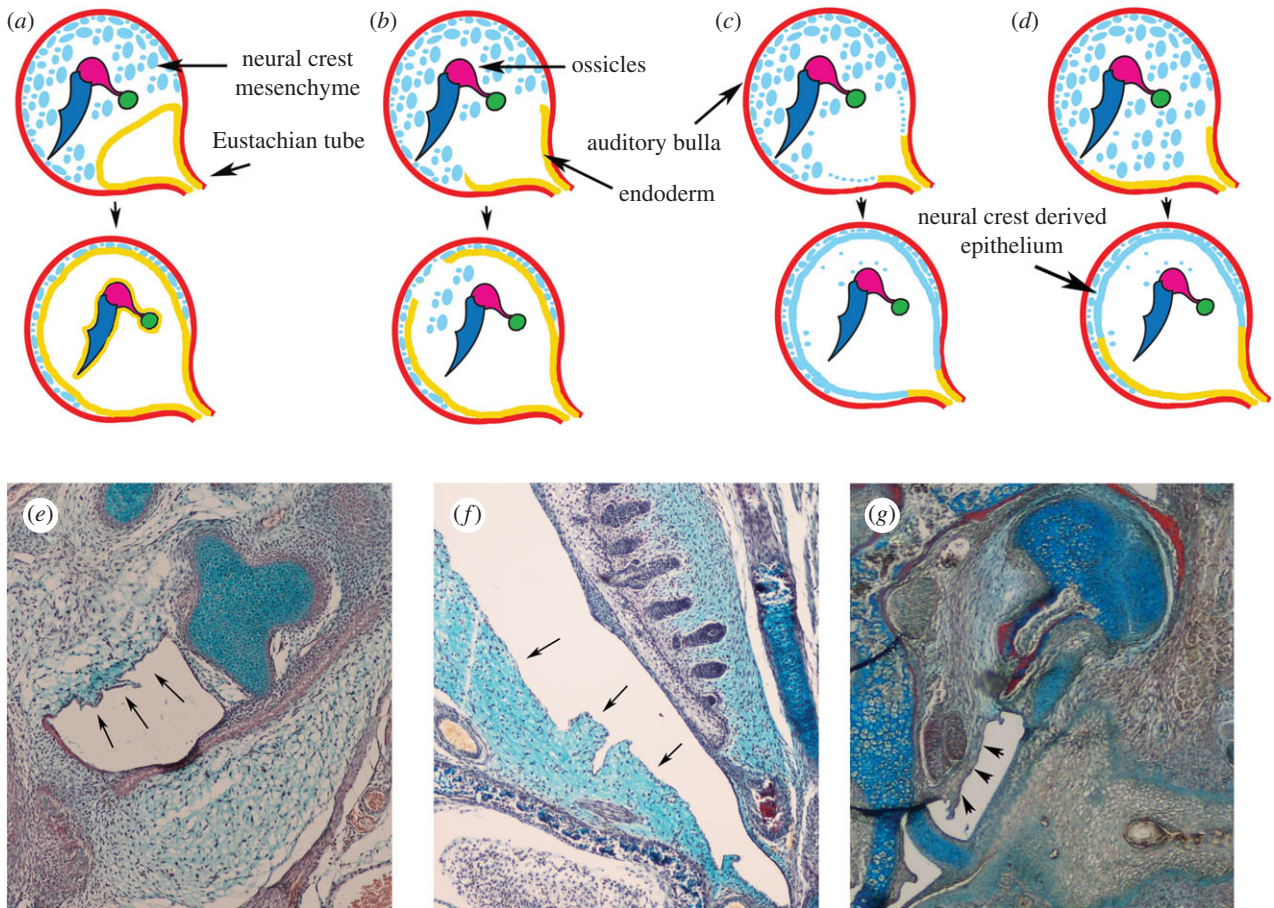 (a)
(b)
(c)
(d)
neural crest
mesenchyme
ossicles
Eustachian tube
auditory bulla
endoderm
neural crest derived
epithelium
(e)
(f)
(g)